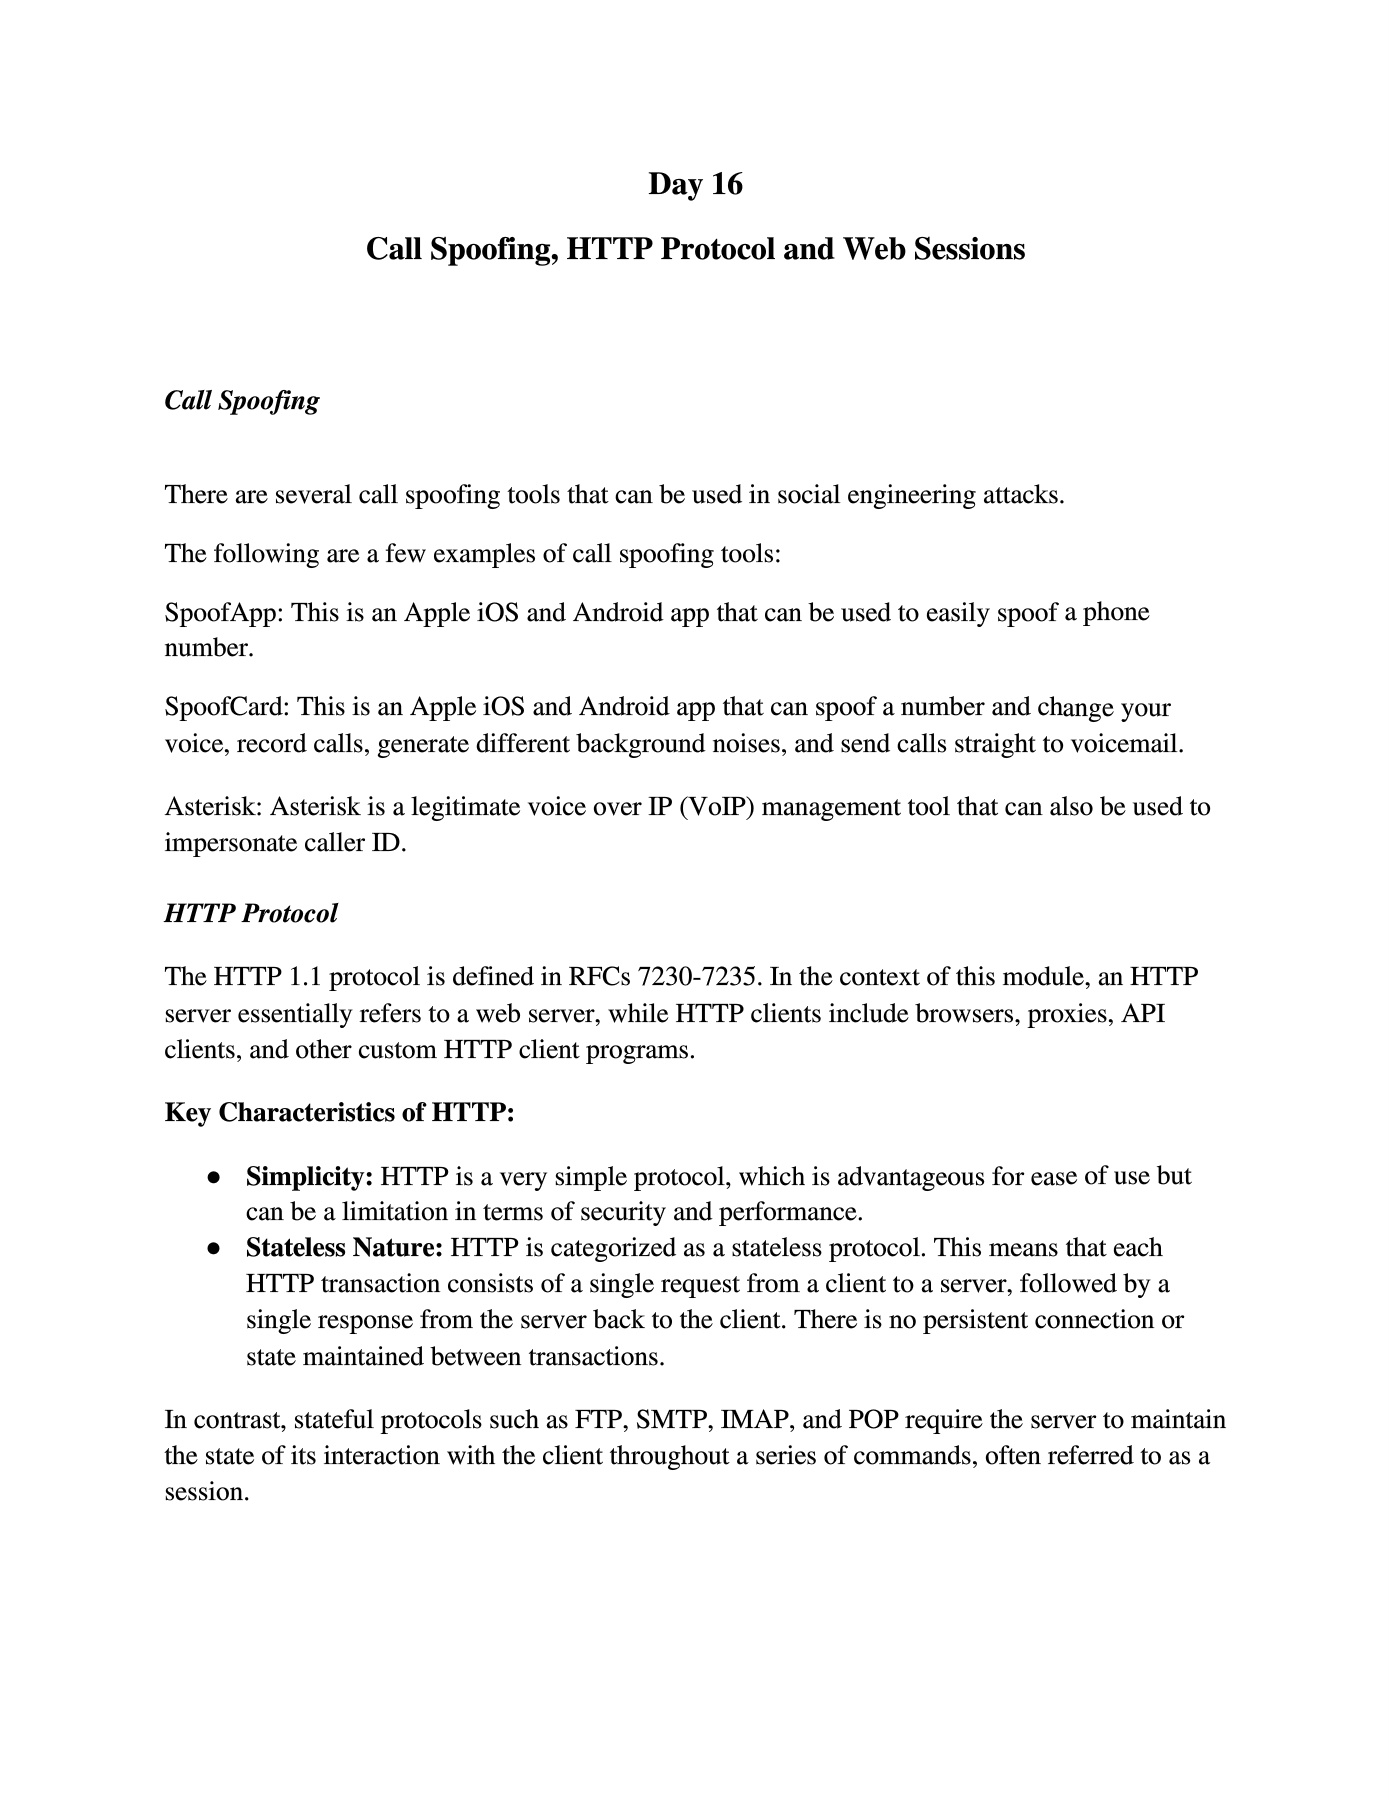 Day 16
Call Spoofing, HTTP Protocol and Web Sessions
Call Spoofing
There are several call spoofing tools that can be used in social engineering attacks.
The following are a few examples of call spoofing tools:
SpoofApp: This is an Apple iOS and Android app that can be used to easily spoof a phone
number.
SpoofCard: This is an Apple iOS and Android app that can spoof a number and change your
voice, record calls, generate different background noises, and send calls straight to voicemail.
Asterisk: Asterisk is a legitimate voice over IP (VoIP) management tool that can also be used to
impersonate caller ID.
HTTP Protocol
The HTTP 1.1 protocol is defined in RFCs 7230-7235. In the context of this module, an HTTP
server essentially refers to a web server, while HTTP clients include browsers, proxies, API
clients, and other custom HTTP client programs.
Key Characteristics of HTTP:
● Simplicity: HTTP is a very simple protocol, which is advantageous for ease of use but
can be a limitation in terms of security and performance.
● Stateless Nature: HTTP is categorized as a stateless protocol. This means that each
HTTP transaction consists of a single request from a client to a server, followed by a
single response from the server back to the client. There is no persistent connection or
state maintained between transactions.
In contrast, stateful protocols such as FTP, SMTP, IMAP, and POP require the server to maintain
the state of its interaction with the client throughout a series of commands, often referred to as a
session.